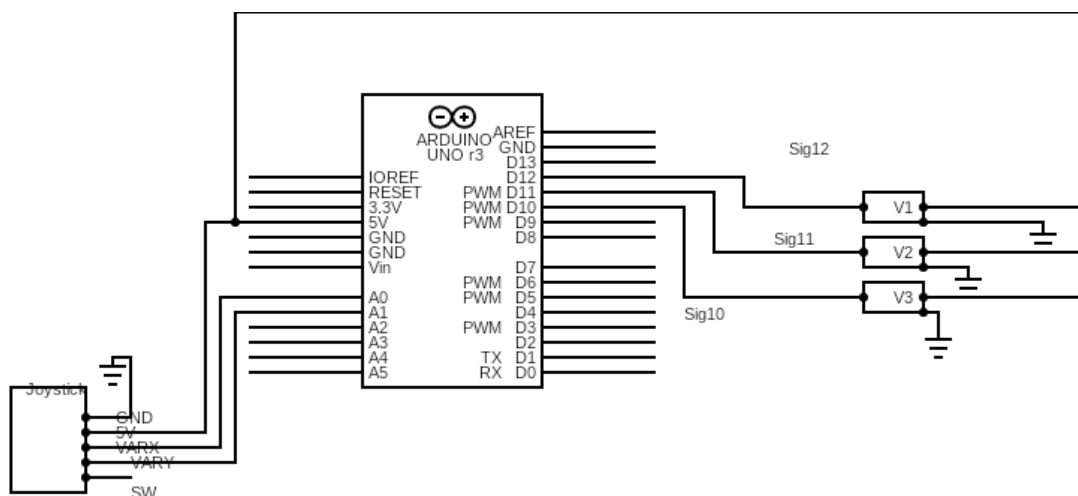 ARDUINO
UNO r3
AREF
GND
D13
D12
PWM D11
PWM D10
PWM D9
D8
D7
PWM D6
PWM D5
D4
PWM D3
D2
TX D1
RX D0
IOREF
RESET
3.3V
5V
GND
GND
Vin
A0
A1
A2
A3
A4
A5
Sig12
Sig11
Sig10
V1
V2
V3
Joystick
GND
5V
VARX
VARY
SW